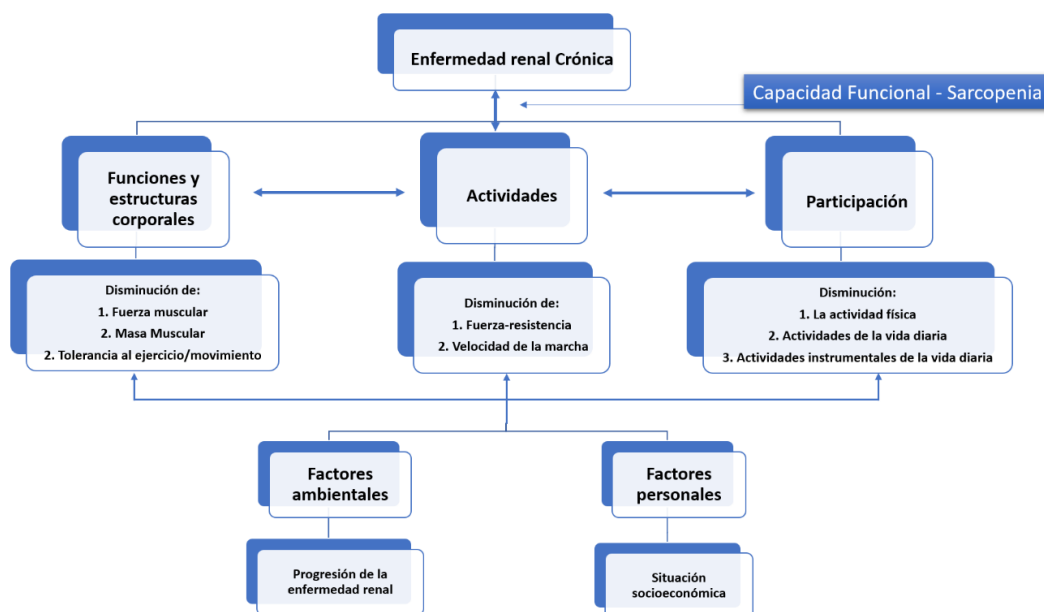 Enfermedad renal Crónica
Capacidad Funcional - Sarcopenia
Funciones y
estructuras
corporales
Actividades
Participación
Disminución de:
1. Fuerza muscular
2. Masa Muscular
2. Tolerancia al ejercicio/movimiento
Disminución de:
1. Fuerza-resistencia
2. Velocidad de la marcha
Disminución:
1. La actividad física
2. Actividades de la vida diaria
3. Actividades instrumentales de la vida diaria
Factores
ambientales
Factores
personales
Progresión de la
enfermedad renal
Situación
socioeconómica